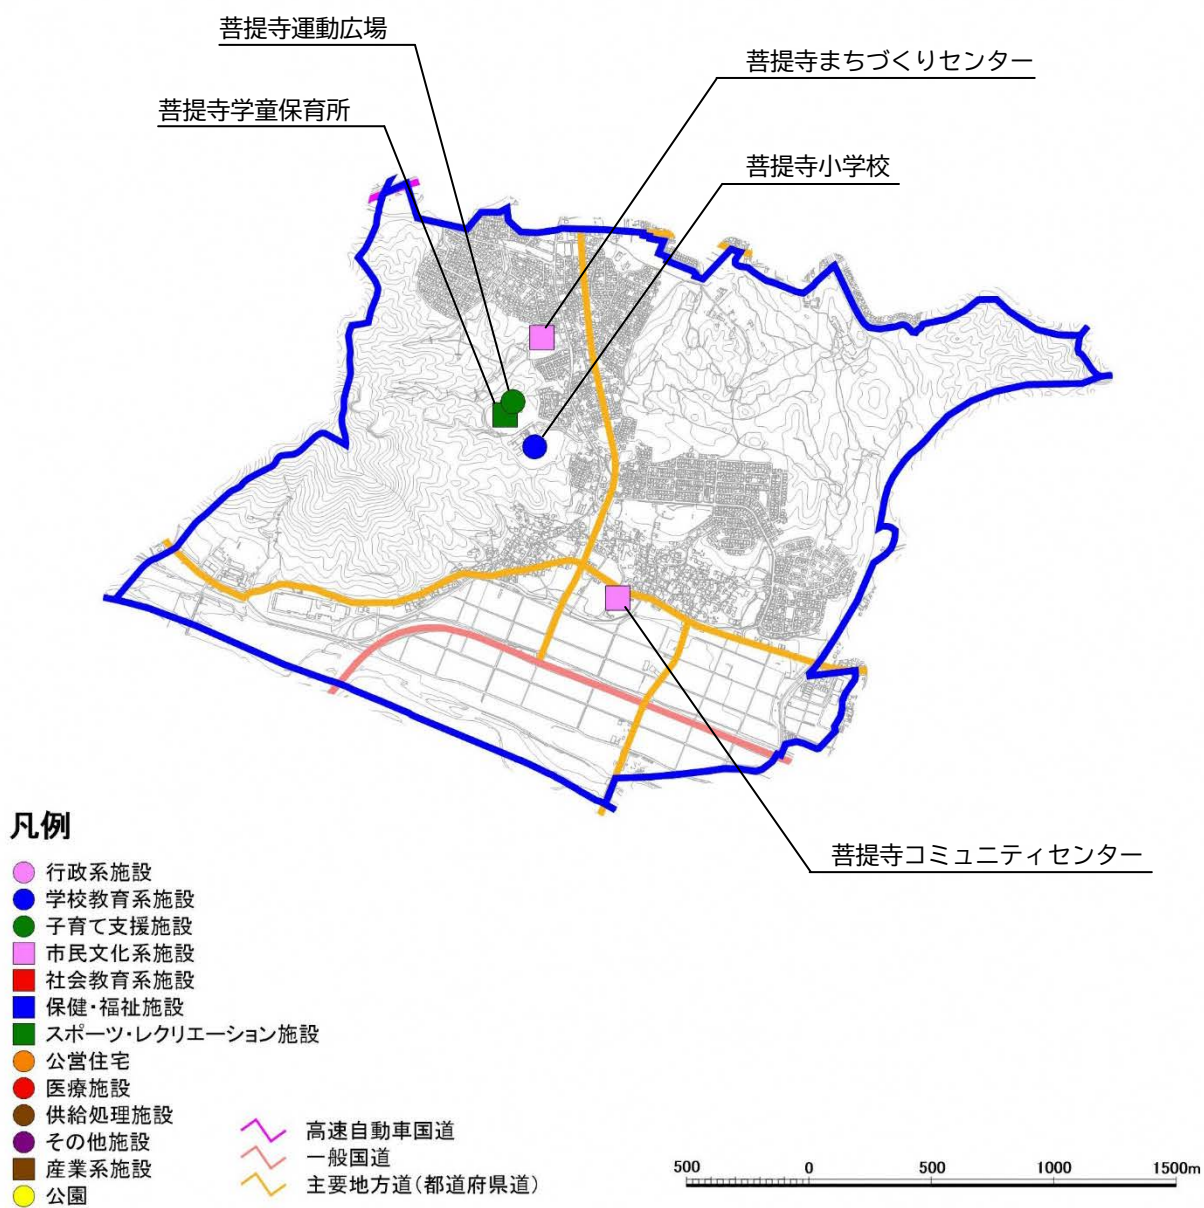 菩提寺運動広場
菩提寺まちづくりセンター
菩提寺学童保育所
菩提寺小学校
菩提寺コミュニティセンター
凡例
行政系施設
学校教育系施設
子育て支援施設
市民文化系施設
社会教育系施設
保健・福祉施設
スポーツ・レクリエーション施設
公営住宅
医療施設
供給処理施設
その他施設
産業系施設
公園
高速自動車国道
一般国道
主要地方道(都道府県道)
500 0 500 1000 1500m